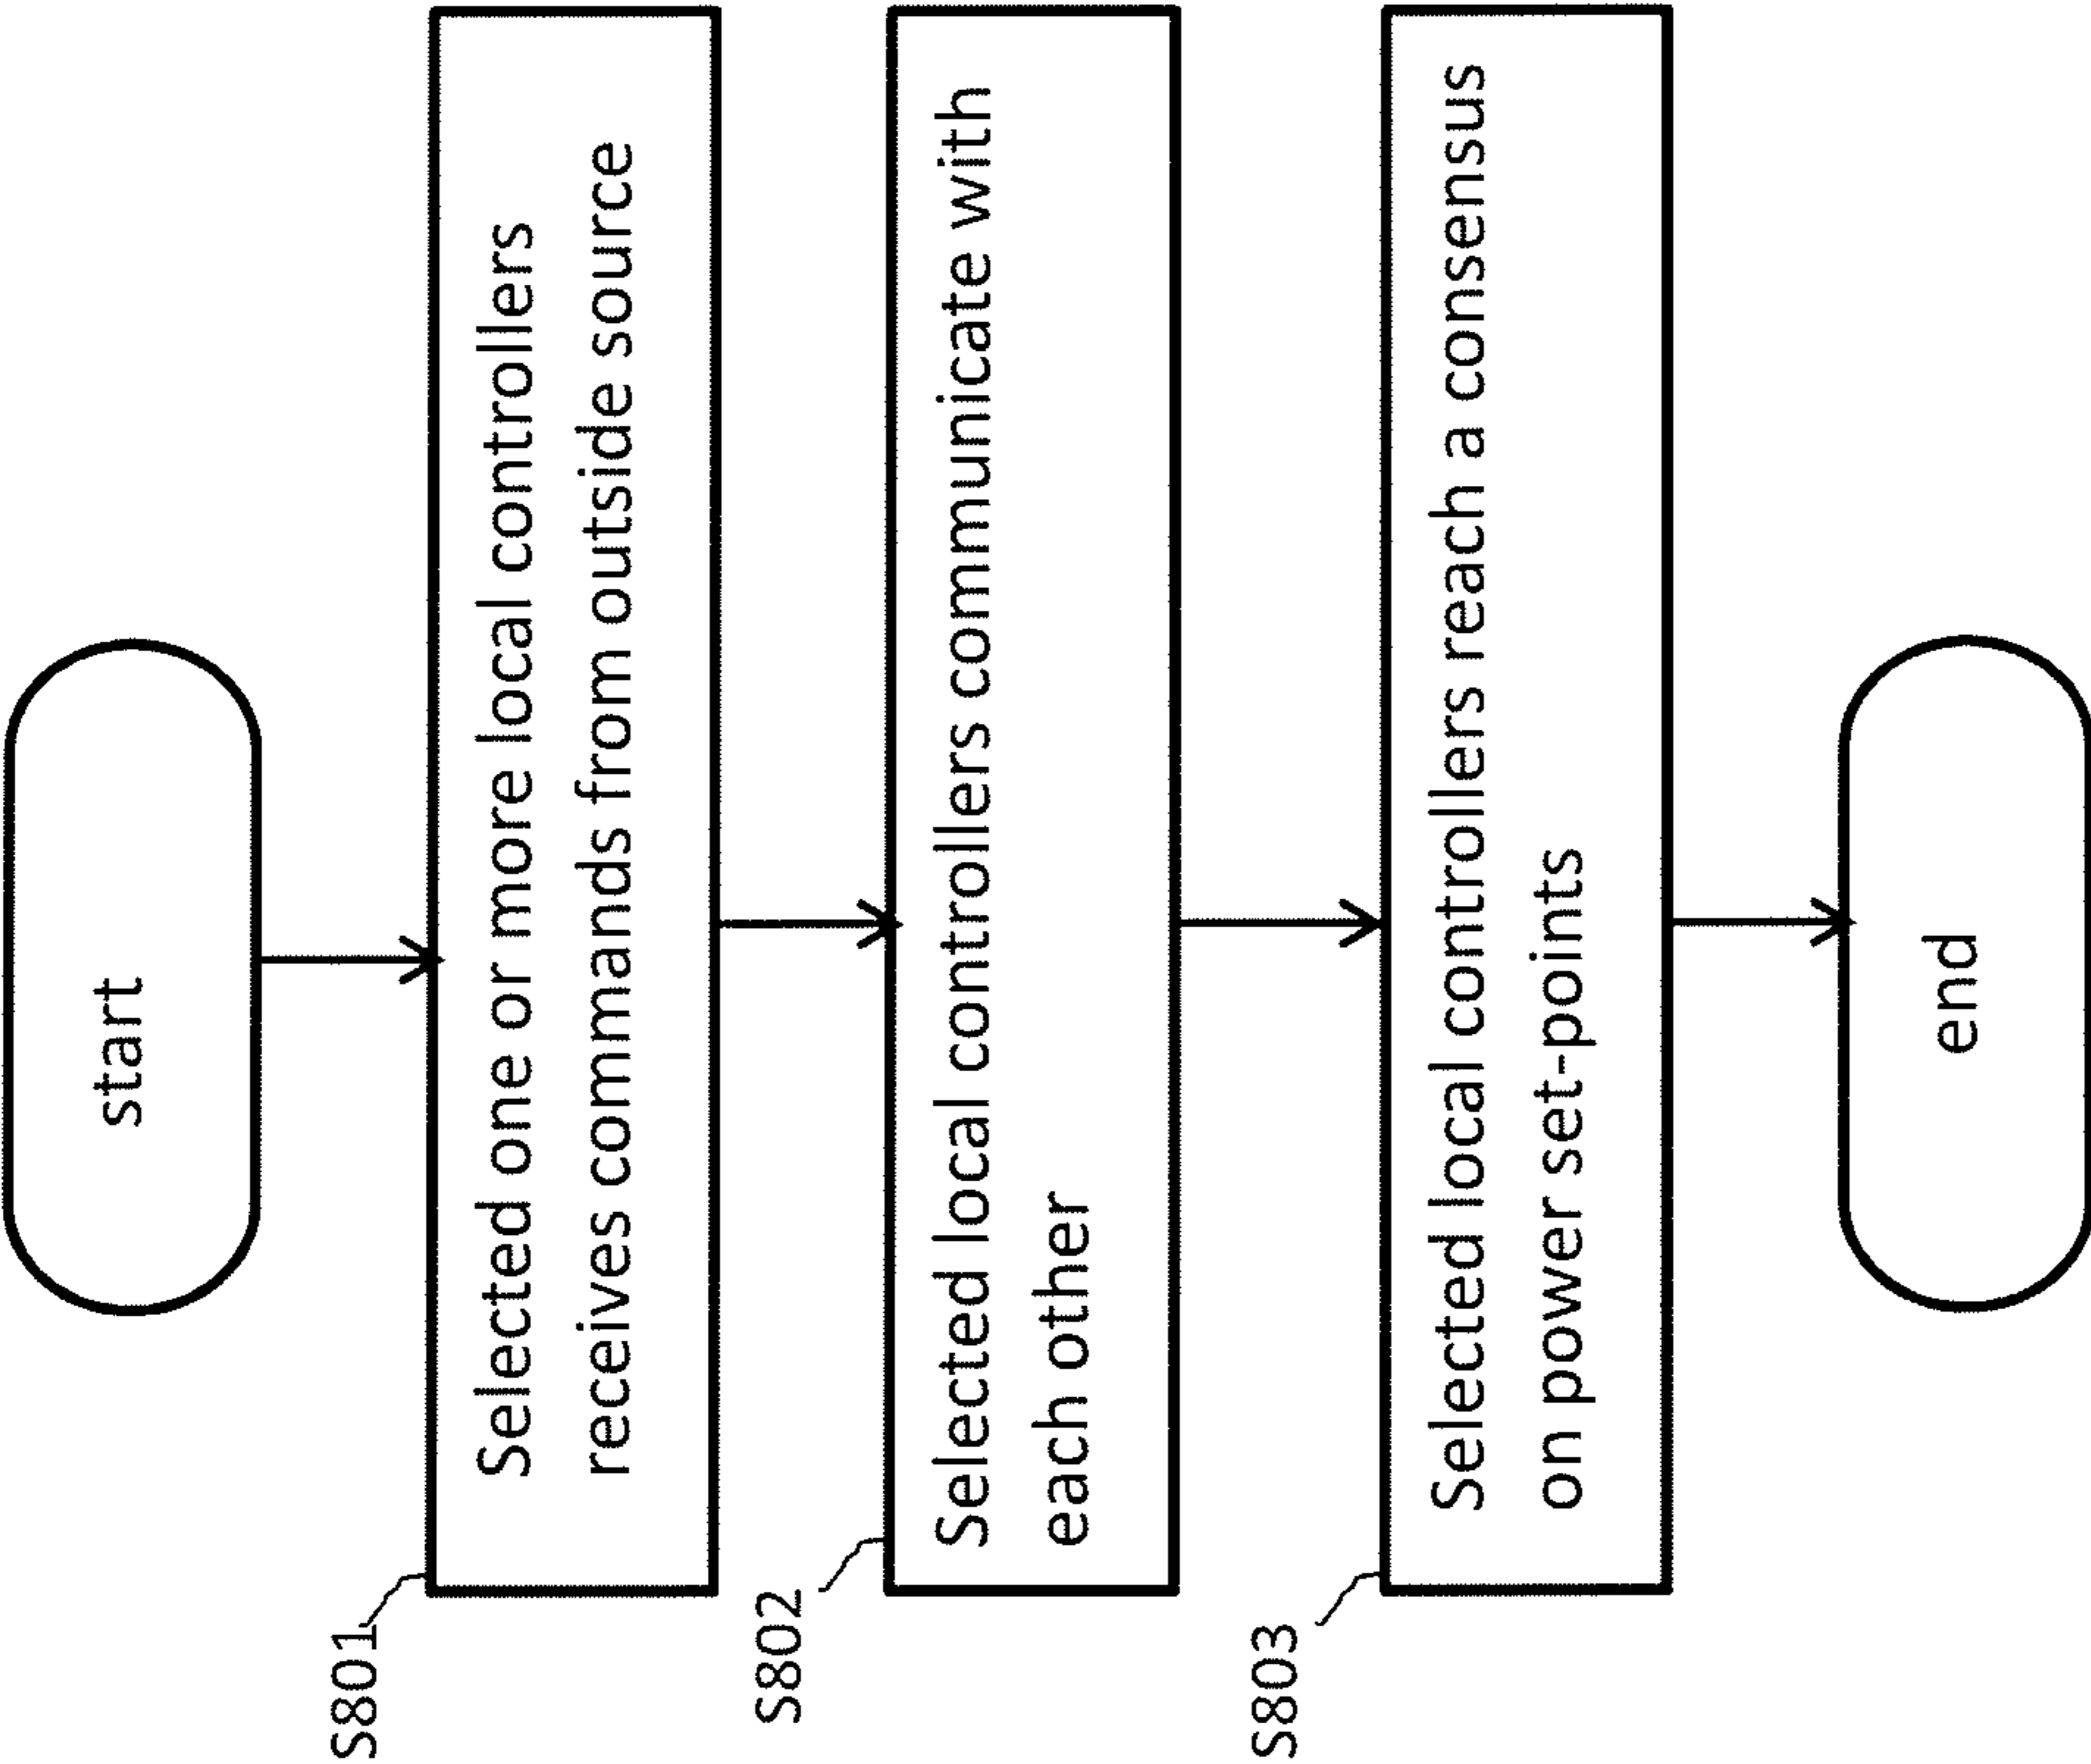 start
S801
Selected one or more local controllers
receives commands from outside source
S802
Selected local controllers communicate with
each other
S803
Selected local controllers reach a consensus
on power set-points
end